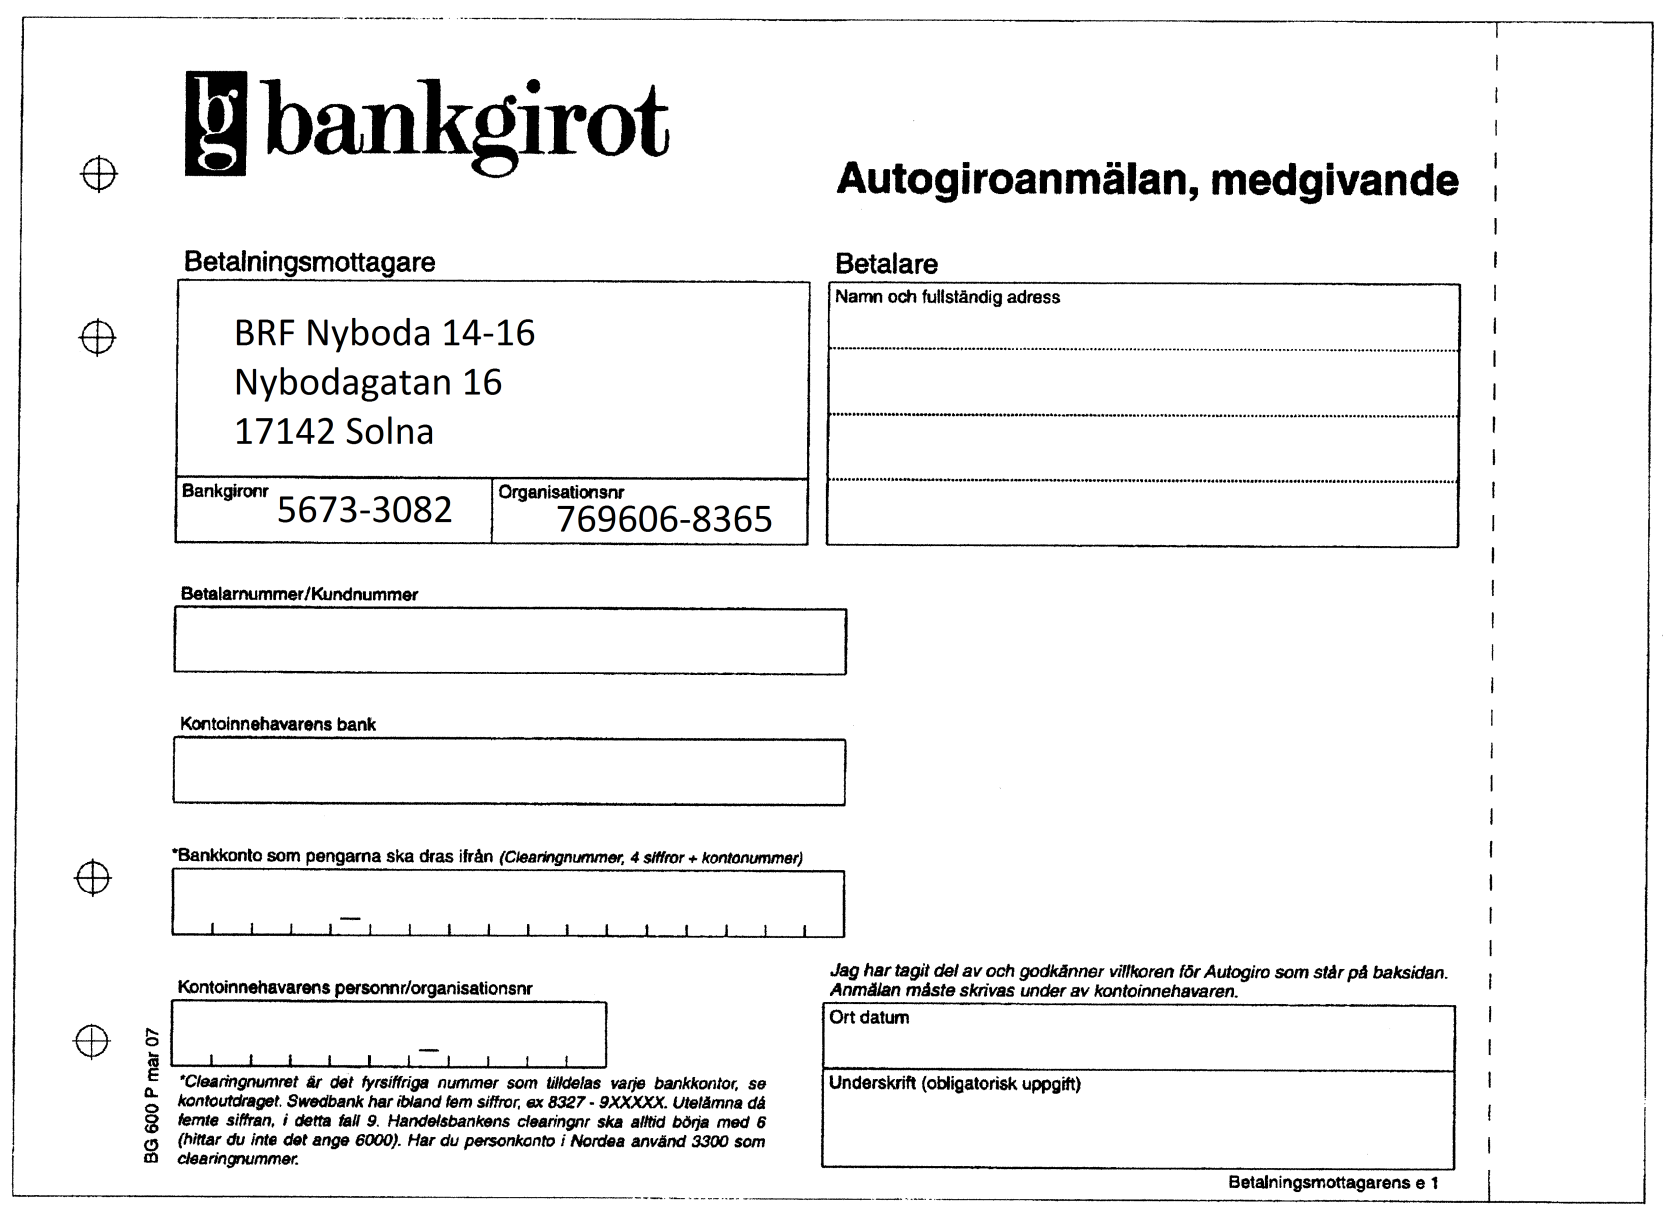 bg bankgirot
Autogiroanmälan, medgivande
Betalningsmottagare
BRF Nyboda 14-16
Nybodagatan 16
17142 Solna
Bankgironr 5673-3082
Organisationsnr 769606-8365
Betalare
Namn och fullständig adress
Betalarnummer/Kundnummer
Kontoinnehavarens bank
*Bankkonto som pengarna ska dras ifrån (Clearingnummer, 4 siffror + kontonummer)
Kontoinnehavarens personnr/organisationsnr
*Clearingnumret är det fyrsiffriga nummer som tilldelas varje bankkontor, se
kontoutdraget. Swedbank har ibland fem siffror, ex 8327 - 9XXXXX. Utelämna då
femte siffran, i detta fall 9. Handelsbankens clearingnr ska alltid börja med 6
(hittar du inte det ange 6000). Har du personkonto i Nordea använd 3300 som
clearingnummer.
BG 600 P mar 07
Jag har tagit del av och godkänner villkoren för Autogiro som står på baksidan.
Anmälan måste skrivas under av kontoinnehavaren.
Ort datum
Underskrift (obligatorisk uppgift)
Betalningsmottagarens e 1